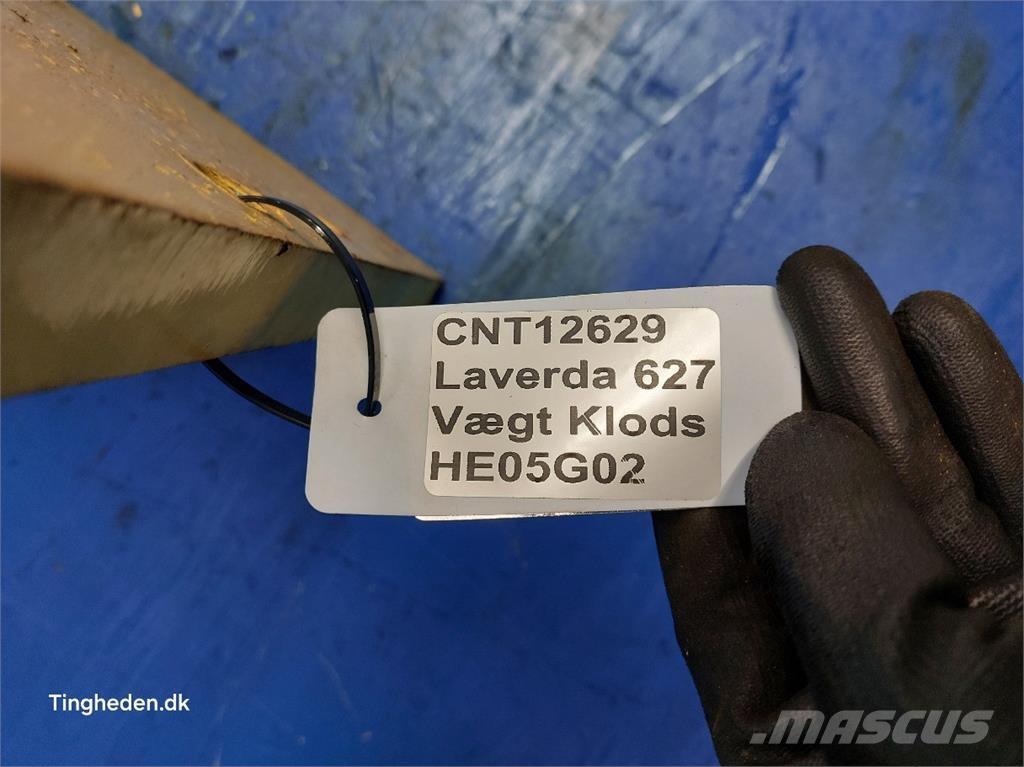 CNT12629
Laverda 627
Vægt Klods
HE05G02
Tingheden.dk
MASCUS